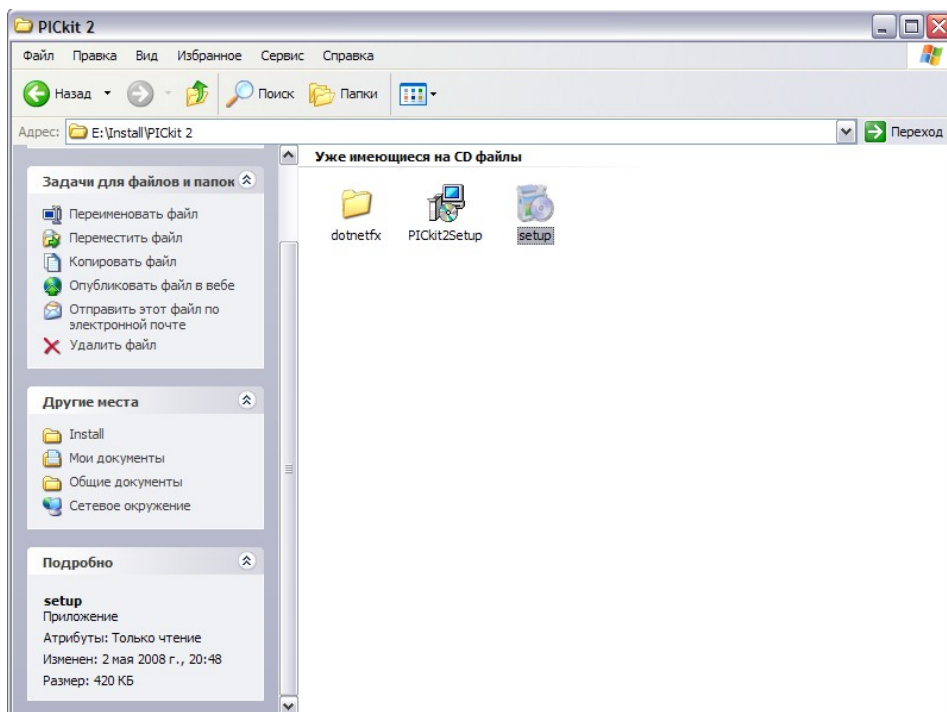 PICkit 2
Файл Правка Вид Избранное Сервис Справка
Назад Поиск Папки
Адрес: E:\Install\PICkit 2 Переход
Уже имеющиеся на CD файлы
dotnetfx PICkit2Setup setup
Задачи для файлов и папок
Переименовать файл
Переместить файл
Копировать файл
Опубликовать файл в вебе
Отправить этот файл по
электронной почте
Удалить файл
Другие места
Install
Мои документы
Общие документы
Сетевое окружение
Подробно
setup
Приложение
Атрибуты: Только чтение
Изменен: 2 мая 2008 г., 20:48
Размер: 420 КБ